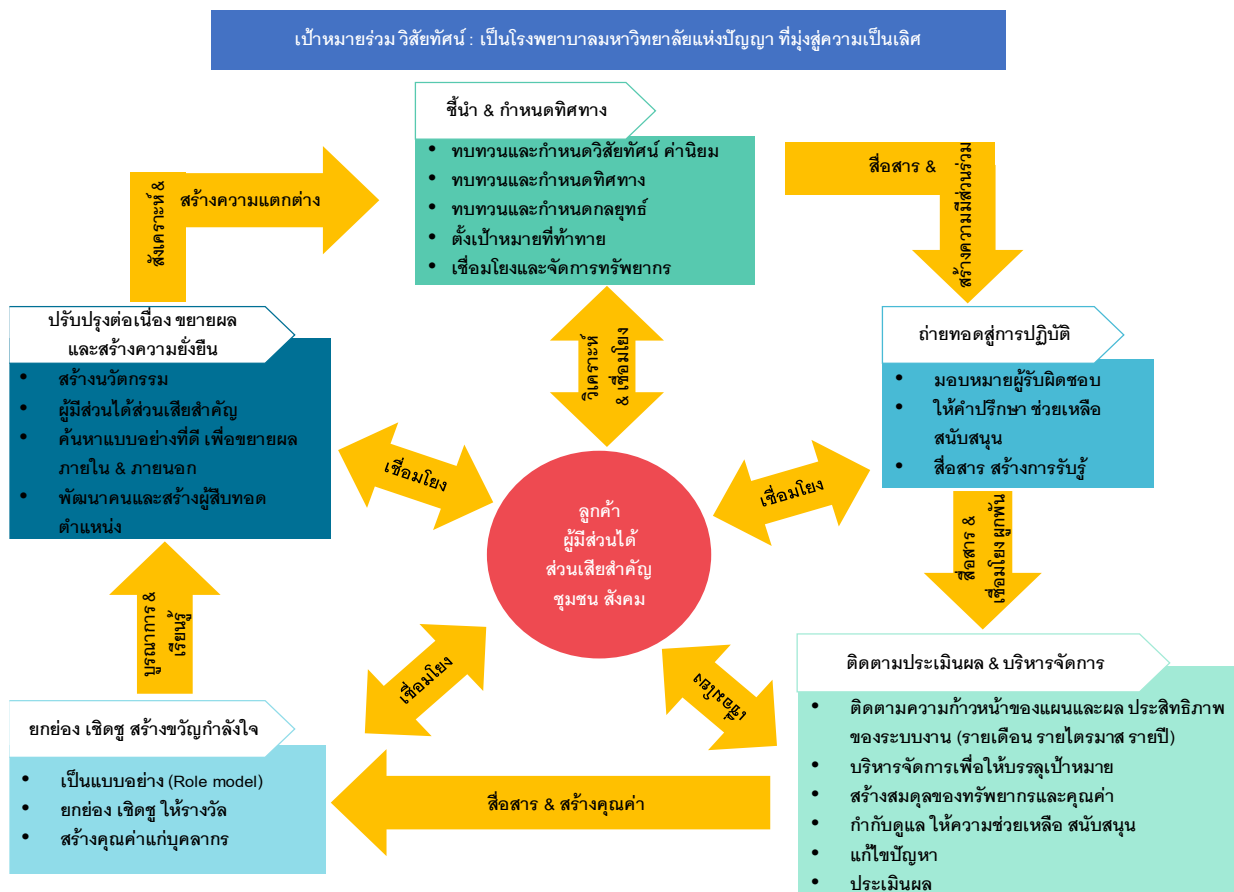 เป้าหมายร่วม วิสัยทัศน์ : เป็นโรงพยาบาลมหาวิทยาลัยแห่งปัญญา ที่มุ่งสู่ความเป็นเลิศ
ชี้นำ & กำหนดทิศทาง
• ทบทวนและกำหนดวิสัยทัศน์ ค่านิยม
• ทบทวนและกำหนดทิศทาง
• ทบทวนและกำหนดกลยุทธ์
• ตั้งเป้าหมายที่ท้าทาย
• เชื่อมโยงและจัดการทรัพยากร
สื่อสาร &
สร้างความมีส่วนร่วม
ถ่ายทอดสู่การปฏิบัติ
• มอบหมายผู้รับผิดชอบ
• ให้คำปรึกษา ช่วยเหลือ
สนับสนุน
• สื่อสาร สร้างการรับรู้
สื่อสาร &
เชื่อมโยง ผูกพัน
ติดตามประเมินผล & บริหารจัดการ
• ติดตามความก้าวหน้าของแผนและผล ประสิทธิภาพ
ของระบบงาน (รายเดือน รายไตรมาส รายปี)
• บริหารจัดการเพื่อให้บรรลุเป้าหมาย
• สร้างสมดุลของทรัพยากรและคุณค่า
• กำกับดูแล ให้ความช่วยเหลือ สนับสนุน
• แก้ไขปัญหา
• ประเมินผล
สื่อสาร & สร้างคุณค่า
ยกย่อง เชิดชู สร้างขวัญกำลังใจ
• เป็นแบบอย่าง (Role model)
• ยกย่อง เชิดชู ให้รางวัล
• สร้างคุณค่าแก่บุคลากร
บูรณาการ &
เรียนรู้
ปรับปรุงต่อเนื่อง ขยายผล
และสร้างความยั่งยืน
• สร้างนวัตกรรม
• ผู้มีส่วนได้ส่วนเสียสำคัญ
• ค้นหาแบบอย่างที่ดี เพื่อขยายผล
ภายใน & ภายนอก
• พัฒนาคนและสร้างผู้สืบทอด
ตำแหน่ง
สังเคราะห์ &
สร้างความแตกต่าง
วิเคราะห์
& เชื่อมโยง
เชื่อมโยง
เชื่อมโยง
เชื่อมโยง
เชื่อมโยง
ลูกค้า
ผู้มีส่วนได้
ส่วนเสียสำคัญ
ชุมชน สังคม